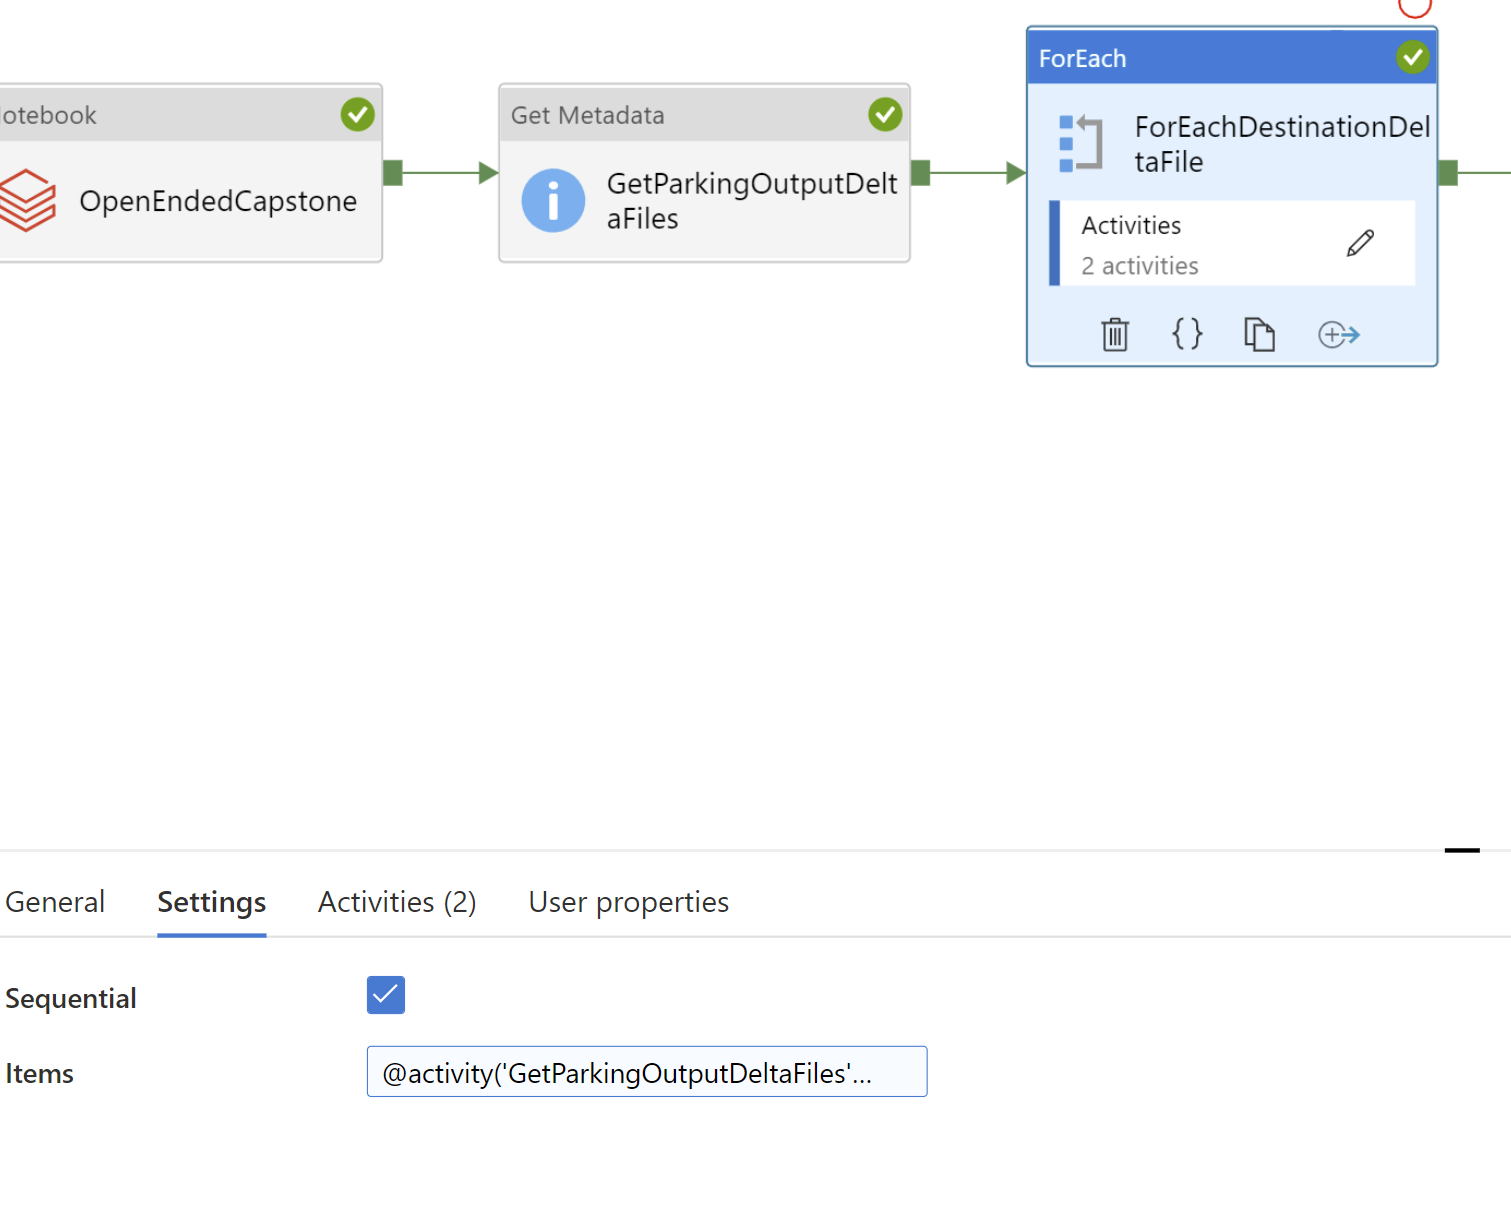 otebook
OpenEndedCapstone
Get Metadata
GetParkingOutputDelt
aFiles
ForEach
ForEachDestinationDel
taFile
Activities
2 activities
General
Settings
Activities (2)
User properties
Sequential
Items
@activity('GetParkingOutputDeltaFiles'...